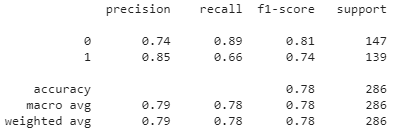 precision recall f1-score support
0 0.74 0.89 0.81 147
1 0.85 0.66 0.74 139
accuracy 0.78 286
macro avg 0.79 0.78 0.78 286
weighted avg 0.79 0.78 0.78 286